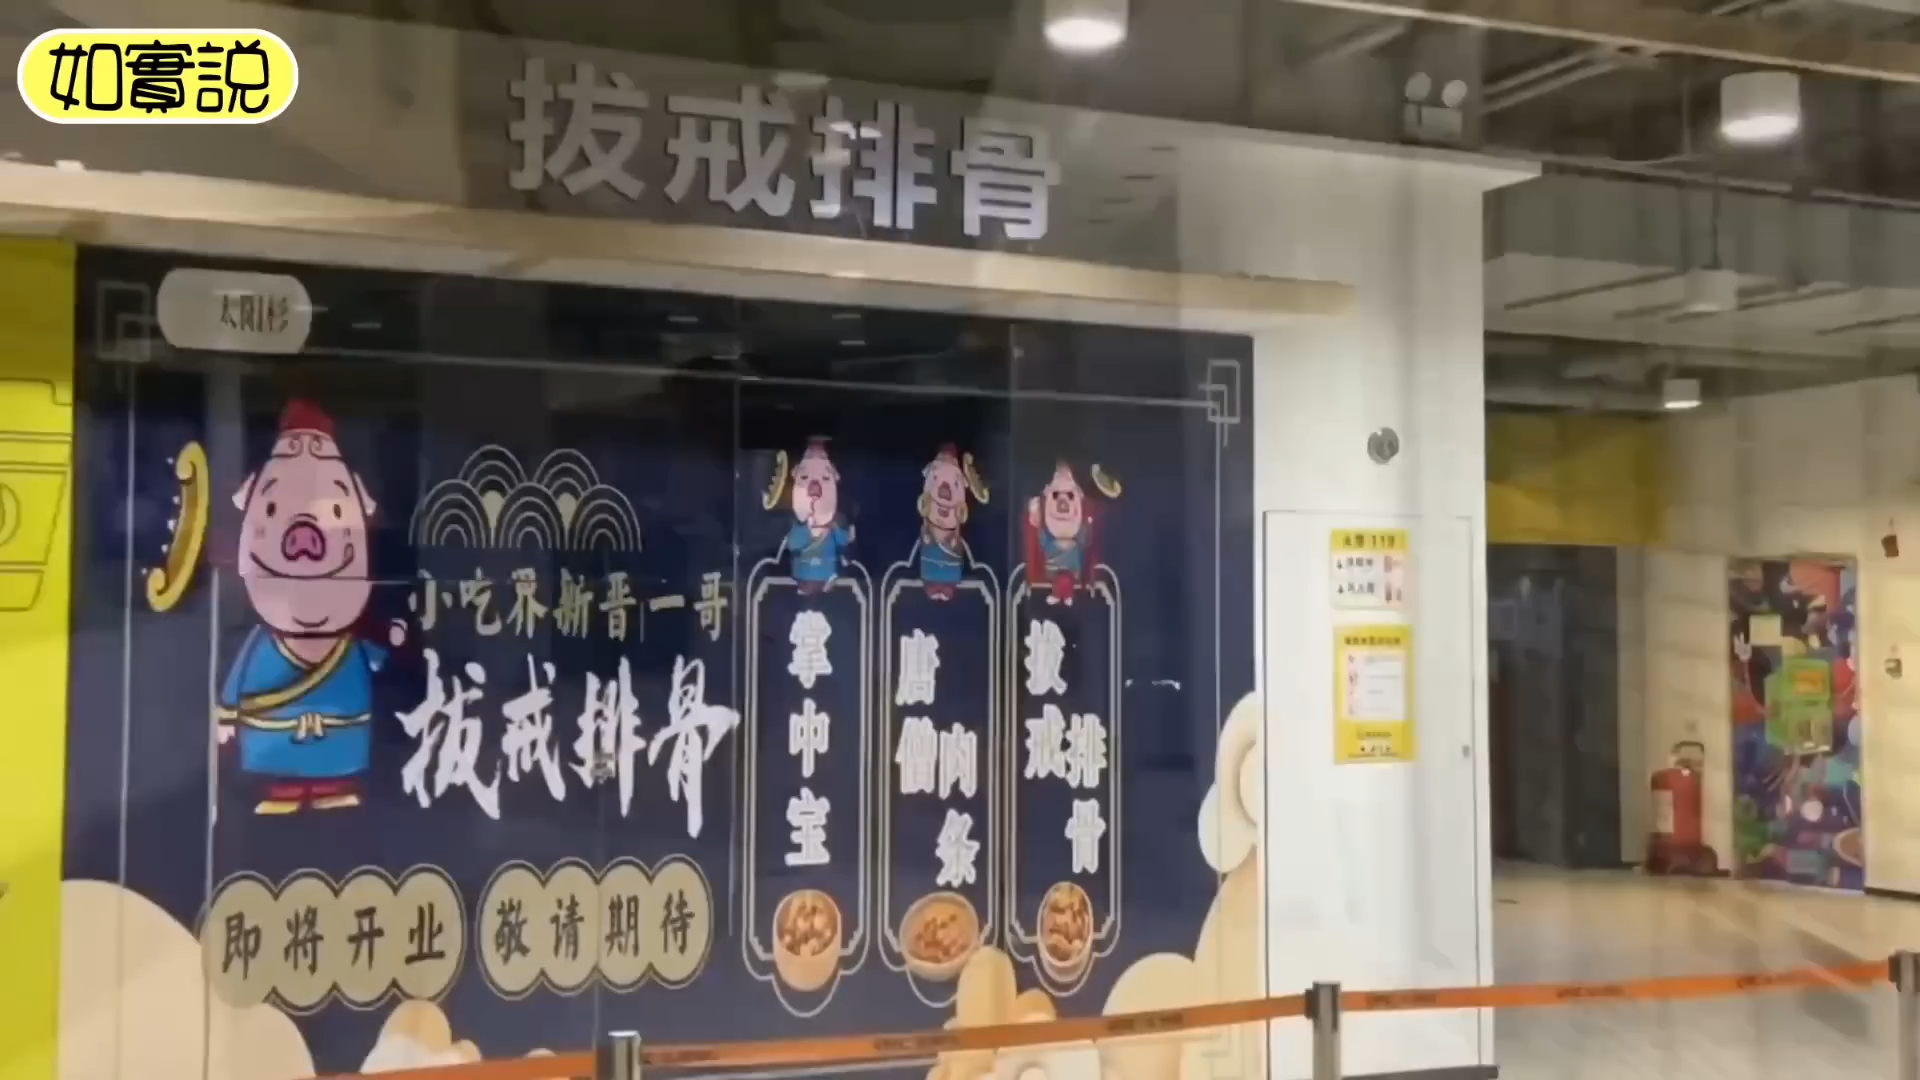 如實説
拔戒排骨
太阳杉
小吃界新晋一哥
拔戒排骨
即将开业 敬请期待
掌中宝
唐僧肉条
拔戒排骨